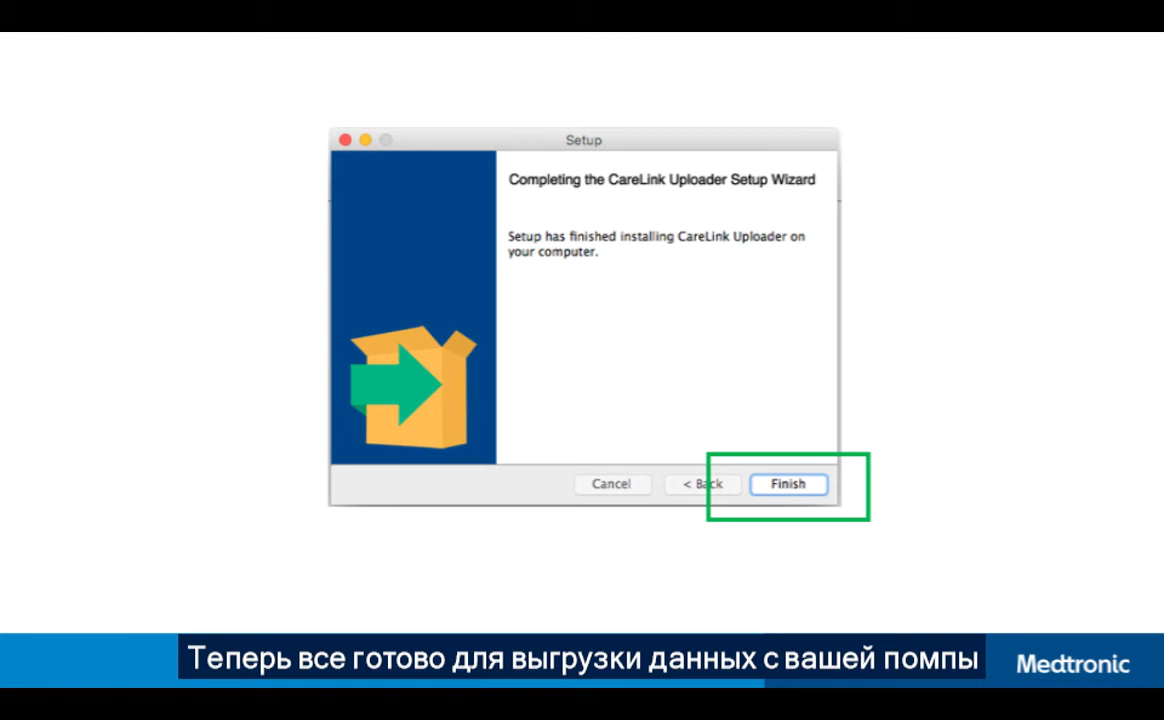 Setup
Completing the CareLink Uploader Setup Wizard
Setup has finished installing CareLink Uploader on
your computer.
Cancel
< Back
Finish
Теперь все готово для выгрузки данных с вашей помпы
Medtronic